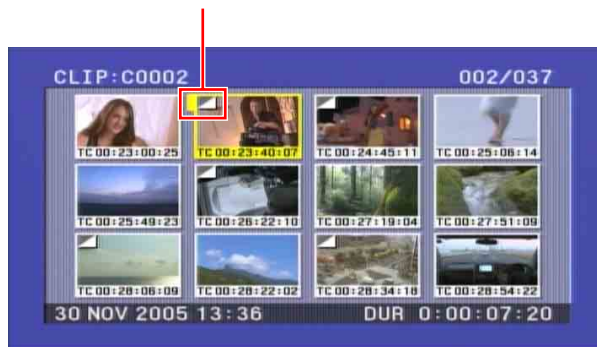 CLIP:C0002 002/037
TC 00:23:00:25 TC 00:23:40:07 TC 00:24:45:11 TC 00:25:06:14
TC 00:25:49:23 TC 00:26:22:10 TC 00:27:19:04 TC 00:27:51:09
TC 00:28:06:09 TC 00:28:22:02 TC 00:28:34:18 TC 00:28:54:22
30 NOV 2005 13:36 DUR 0:00:07:20